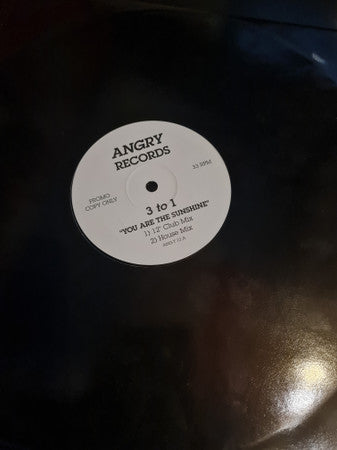 ANGRY
RECORDS
33 RPM
PROMO
COPY ONLY
3 to 1
"YOU ARE THE SUNSHINE"
1) 12" Club Mix
2) House Mix